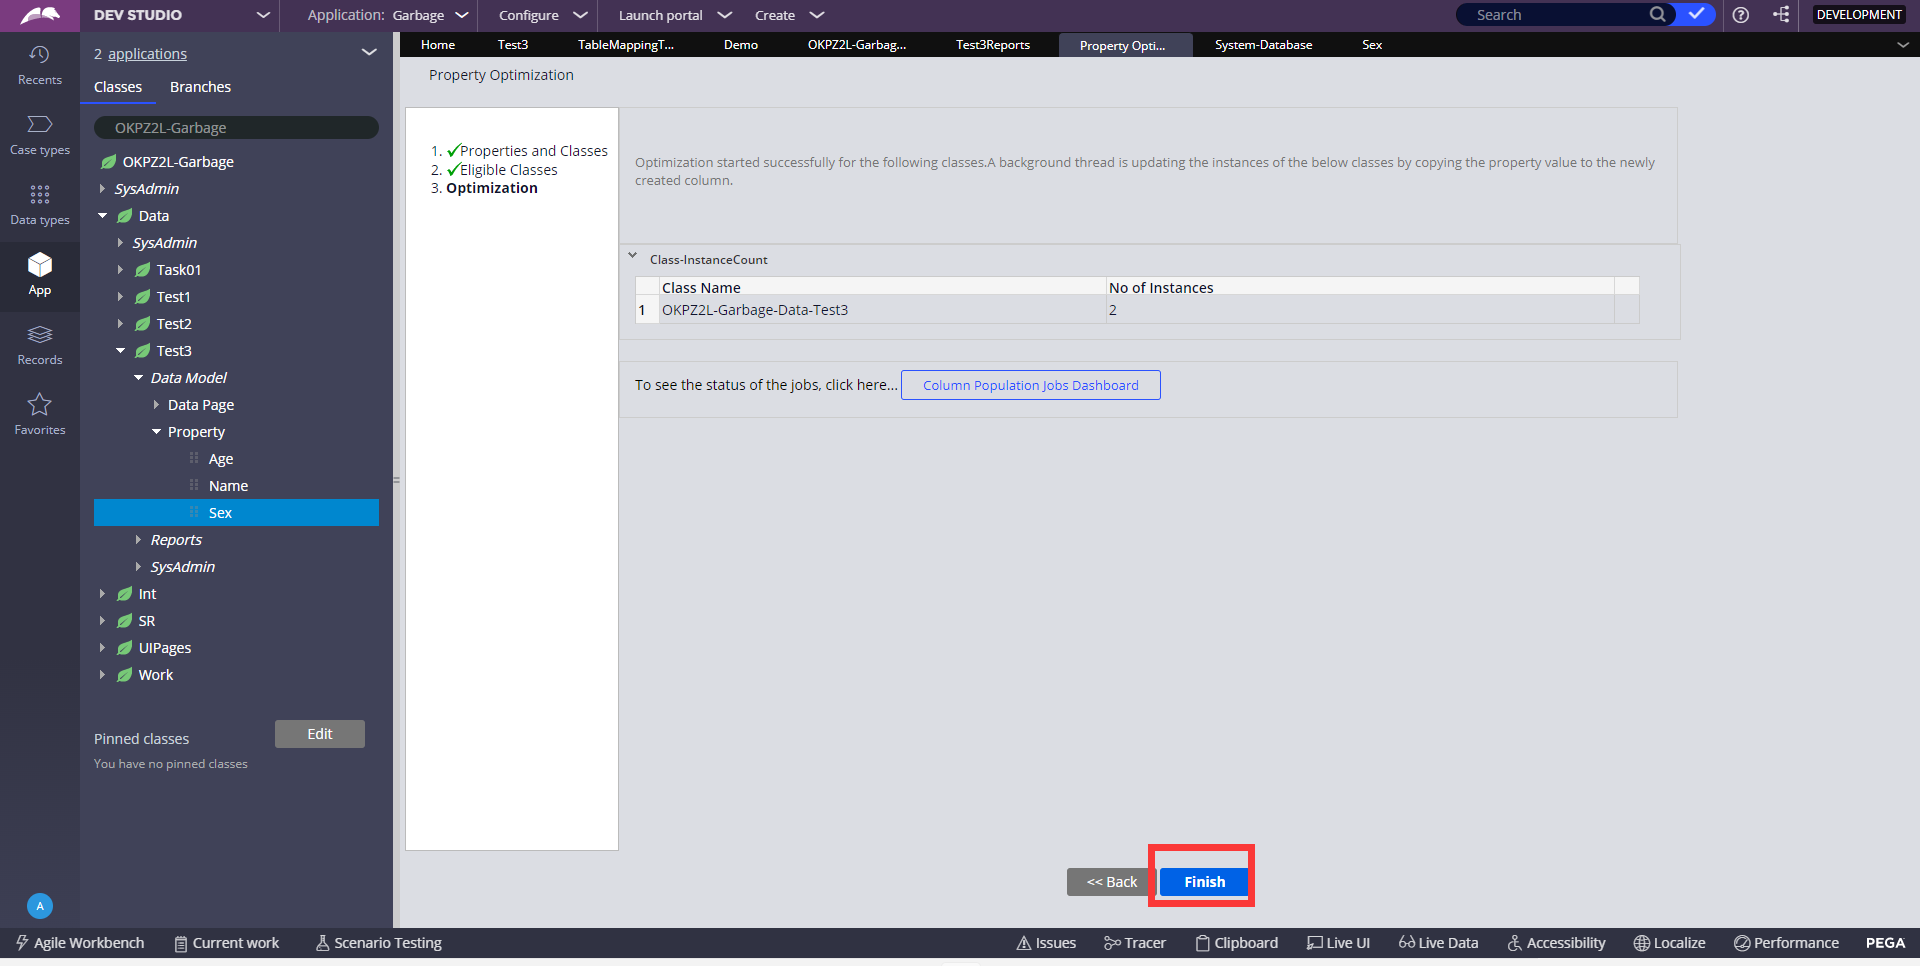 DEV STUDIO
Application: Garbage
Configure
Launch portal
Create
Search
DEVELOPMENT
Recents
Case types
Data types
App
Records
Favorites
A
2 applications
Classes
Branches
OKPZ2L-Garbage
OKPZ2L-Garbage
SysAdmin
Data
SysAdmin
Task01
Test1
Test2
Test3
Data Model
Data Page
Property
Age
Name
Sex
Reports
SysAdmin
Int
SR
UIPages
Work
Pinned classes
Edit
You have no pinned classes
Home
Test3
TableMappingT...
Demo
OKPZ2L-Garbag...
Test3Reports
Property Opti...
System-Database
Sex
Property Optimization
1. Properties and Classes
2. Eligible Classes
3. Optimization
Optimization started successfully for the following classes.A background thread is updating the instances of the below classes by copying the property value to the newly
created column.
Class-InstanceCount
Class Name
No of Instances
1 OKPZ2L-Garbage-Data-Test3 2
To see the status of the jobs, click here...
Column Population Jobs Dashboard
<< Back
Finish
Agile Workbench
Current work
Scenario Testing
Issues
Tracer
Clipboard
Live UI
Live Data
Accessibility
Localize
Performance
PEGA